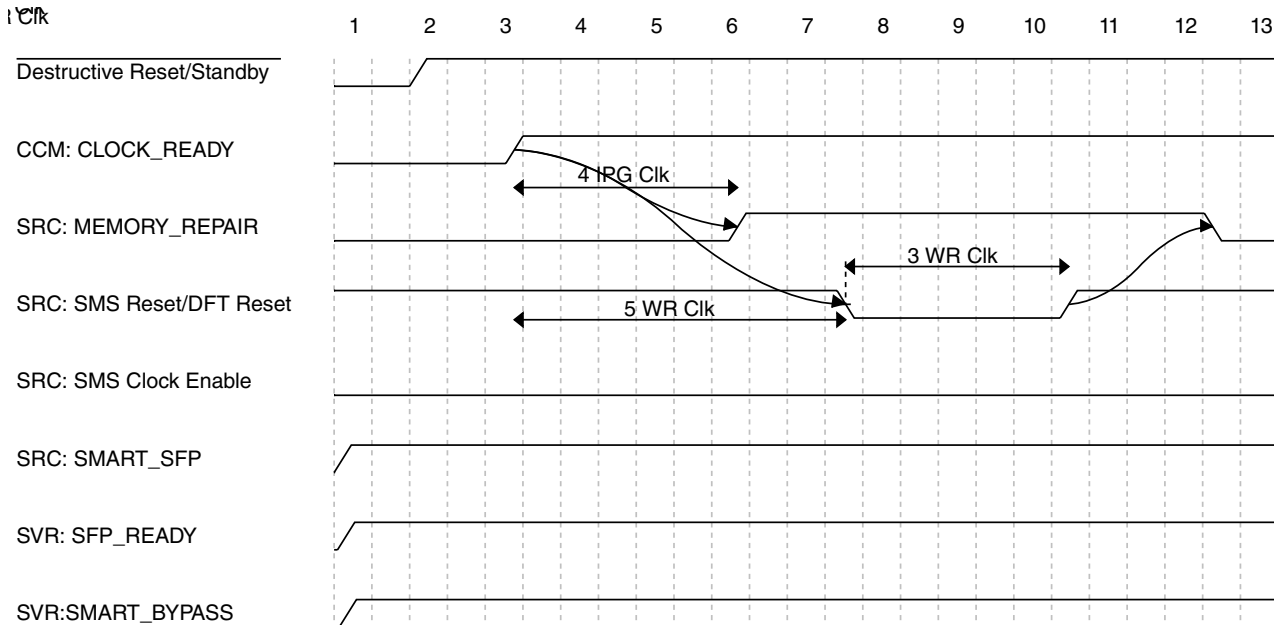 Clk
1 2 3 4 5 6 7 8 9 10 11 12 13
Destructive Reset/Standby
CCM: CLOCK_READY
4 IPG Clk
SRC: MEMORY_REPAIR
3 WR Clk
SRC: SMS Reset/DFT Reset
5 WR Clk
SRC: SMS Clock Enable
SRC: SMART_SFP
SVR: SFP_READY
SVR:SMART_BYPASS